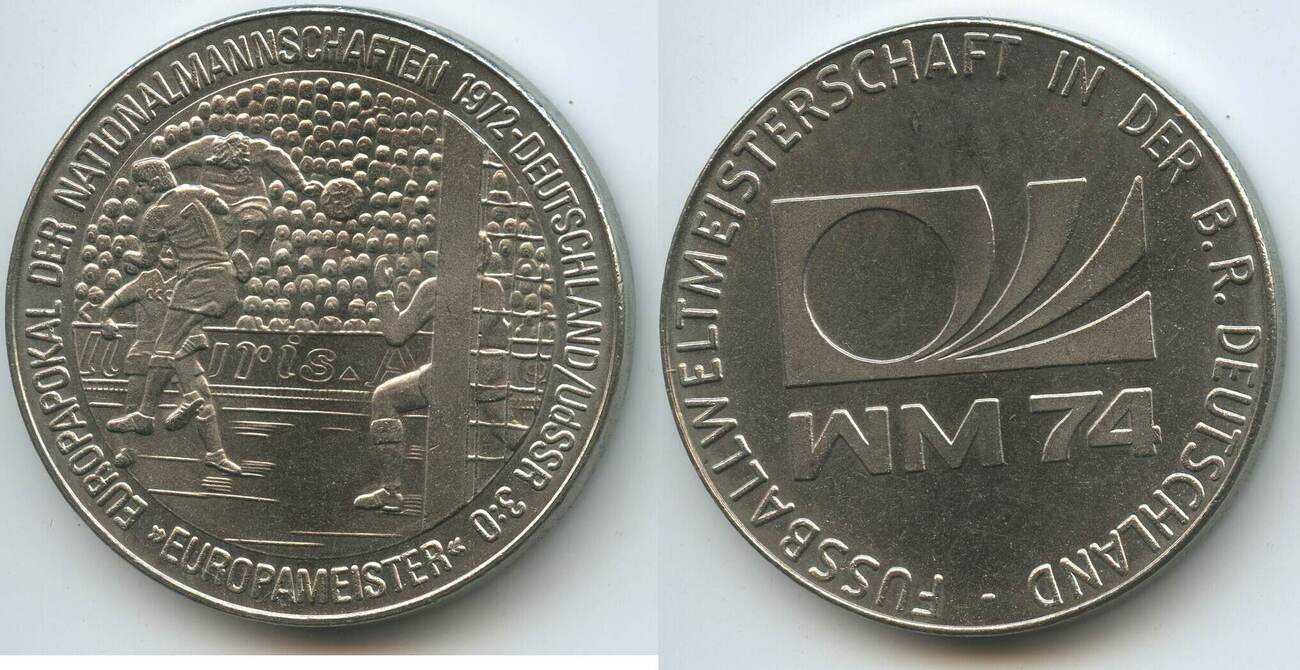 EUROPAPOKAL DER NATIONALMANNSCHAFTEN 1972-DEUTSCHLAND/UdSSR 3:0
»EUROPAMEISTER«
FUSSBALLWELTMEISTERSCHAFT IN DER B.R. DEUTSCHLAND -
WM 74